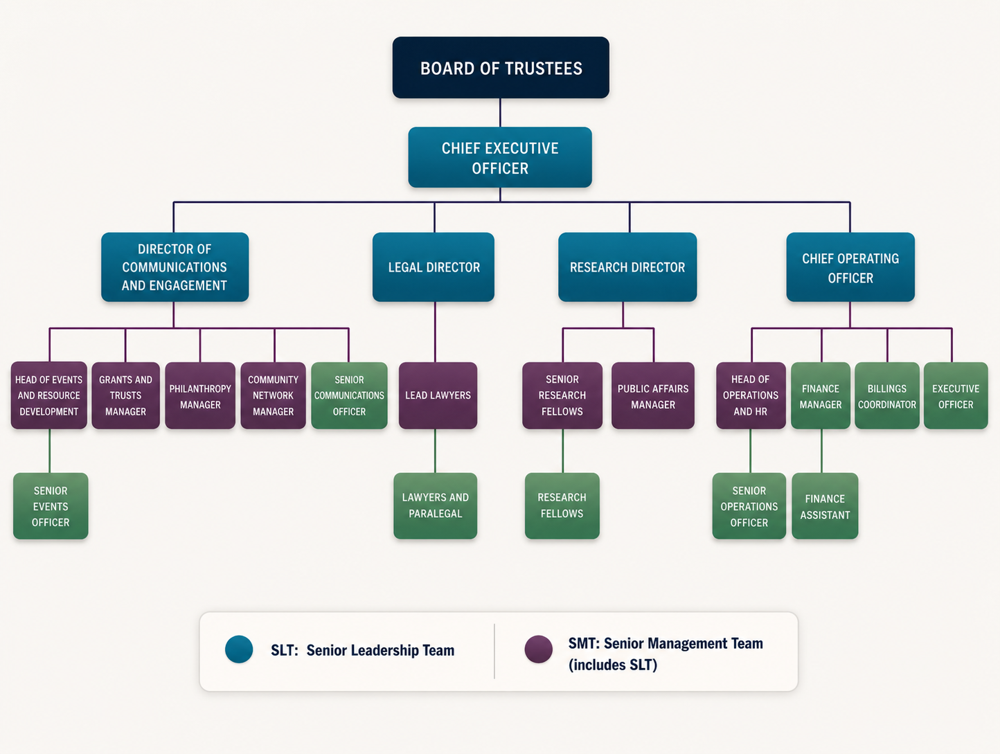 BOARD OF TRUSTEES
CHIEF EXECUTIVE
OFFICER
DIRECTOR OF
COMMUNICATIONS
AND ENGAGEMENT
LEGAL DIRECTOR
RESEARCH DIRECTOR
CHIEF OPERATING
OFFICER
HEAD OF EVENTS
AND RESOURCE
DEVELOPMENT
GRANTS AND
TRUSTS
MANAGER
PHILANTHROPY
MANAGER
COMMUNITY
NETWORK
MANAGER
SENIOR
COMMUNICATIONS
OFFICER
LEAD LAWYERS
SENIOR
RESEARCH
FELLOWS
PUBLIC AFFAIRS
MANAGER
HEAD OF
OPERATIONS
AND HR
FINANCE
MANAGER
BILLINGS
COORDINATOR
EXECUTIVE
OFFICER
SENIOR
EVENTS
OFFICER
LAWYERS AND
PARALEGAL
RESEARCH
FELLOWS
SENIOR
OPERATIONS
OFFICER
FINANCE
ASSISTANT
SLT: Senior Leadership Team
SMT: Senior Management Team
(includes SLT)